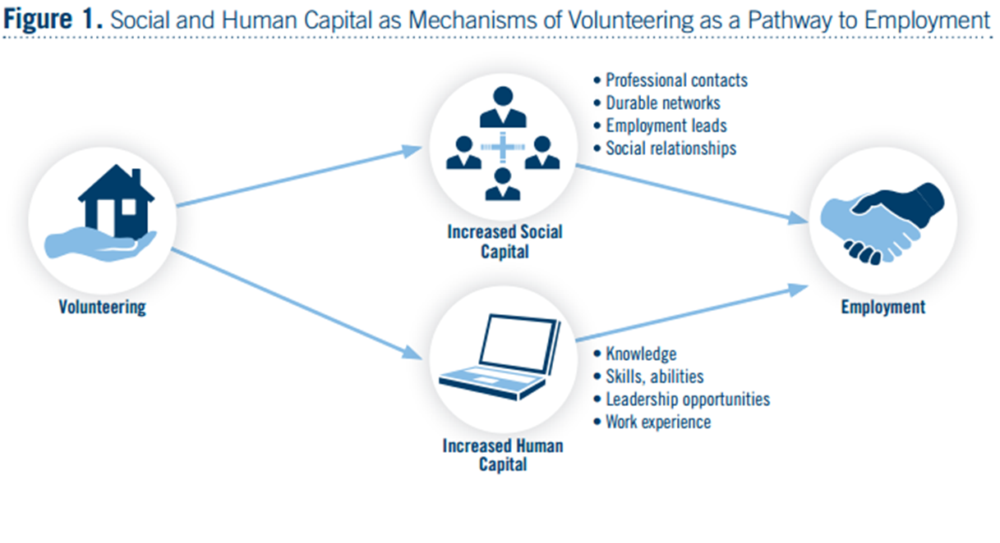 Figure 1. Social and Human Capital as Mechanisms of Volunteering as a Pathway to Employment
• Professional contacts
• Durable networks
• Employment leads
• Social relationships
Increased Social
Capital
Volunteering
Employment
• Knowledge
• Skills, abilities
• Leadership opportunities
• Work experience
Increased Human
Capital